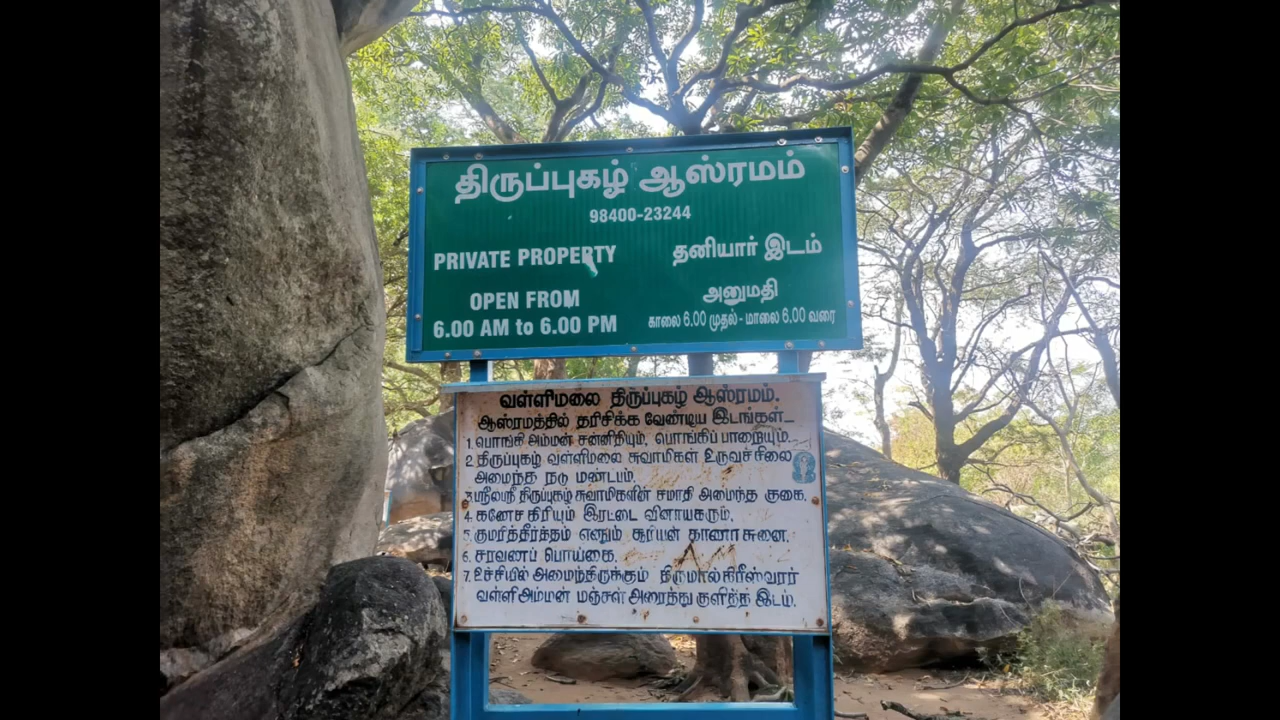 திருப்புகழ் ஆஸ்ரமம்
98400-23244
PRIVATE PROPERTY தனியார் இடம்
OPEN FROM அனுமதி
6.00 AM to 6.00 PM காலை 6.00 முதல் - மாலை 6.00 வரை
வள்ளிமலை திருப்புகழ் ஆஸ்ரமம்.
ஆஸ்ரமத்தில் தரிசிக்க வேண்டிய இடங்கள்_
1. பொங்கி அம்மன் சன்னிதியும், பொங்கிப் பாறையும்.
2. திருப்புகழ் வள்ளிமலை சுவாமிகள் உருவச்சிலை
அமைந்த நடு மண்டபம்.
3. ஸ்ரீலஸ்ரீ திருப்புகழ் சுவாமிகளின் சமாதி அமைந்த குகை.
4. கணேச கிரியும் இரட்டை வினாயகரும்.
5. குமரித்தீர்த்தம் எனும் சூரியன் காணா சுனை.
6. சரவணப் பொய்கை.
7. உச்சியில் அமைந்திருக்கும் திருமால்கிரீஸ்வரர்
வள்ளி அம்மன் மஞ்சள் அரைத்து குளித்த இடம்.